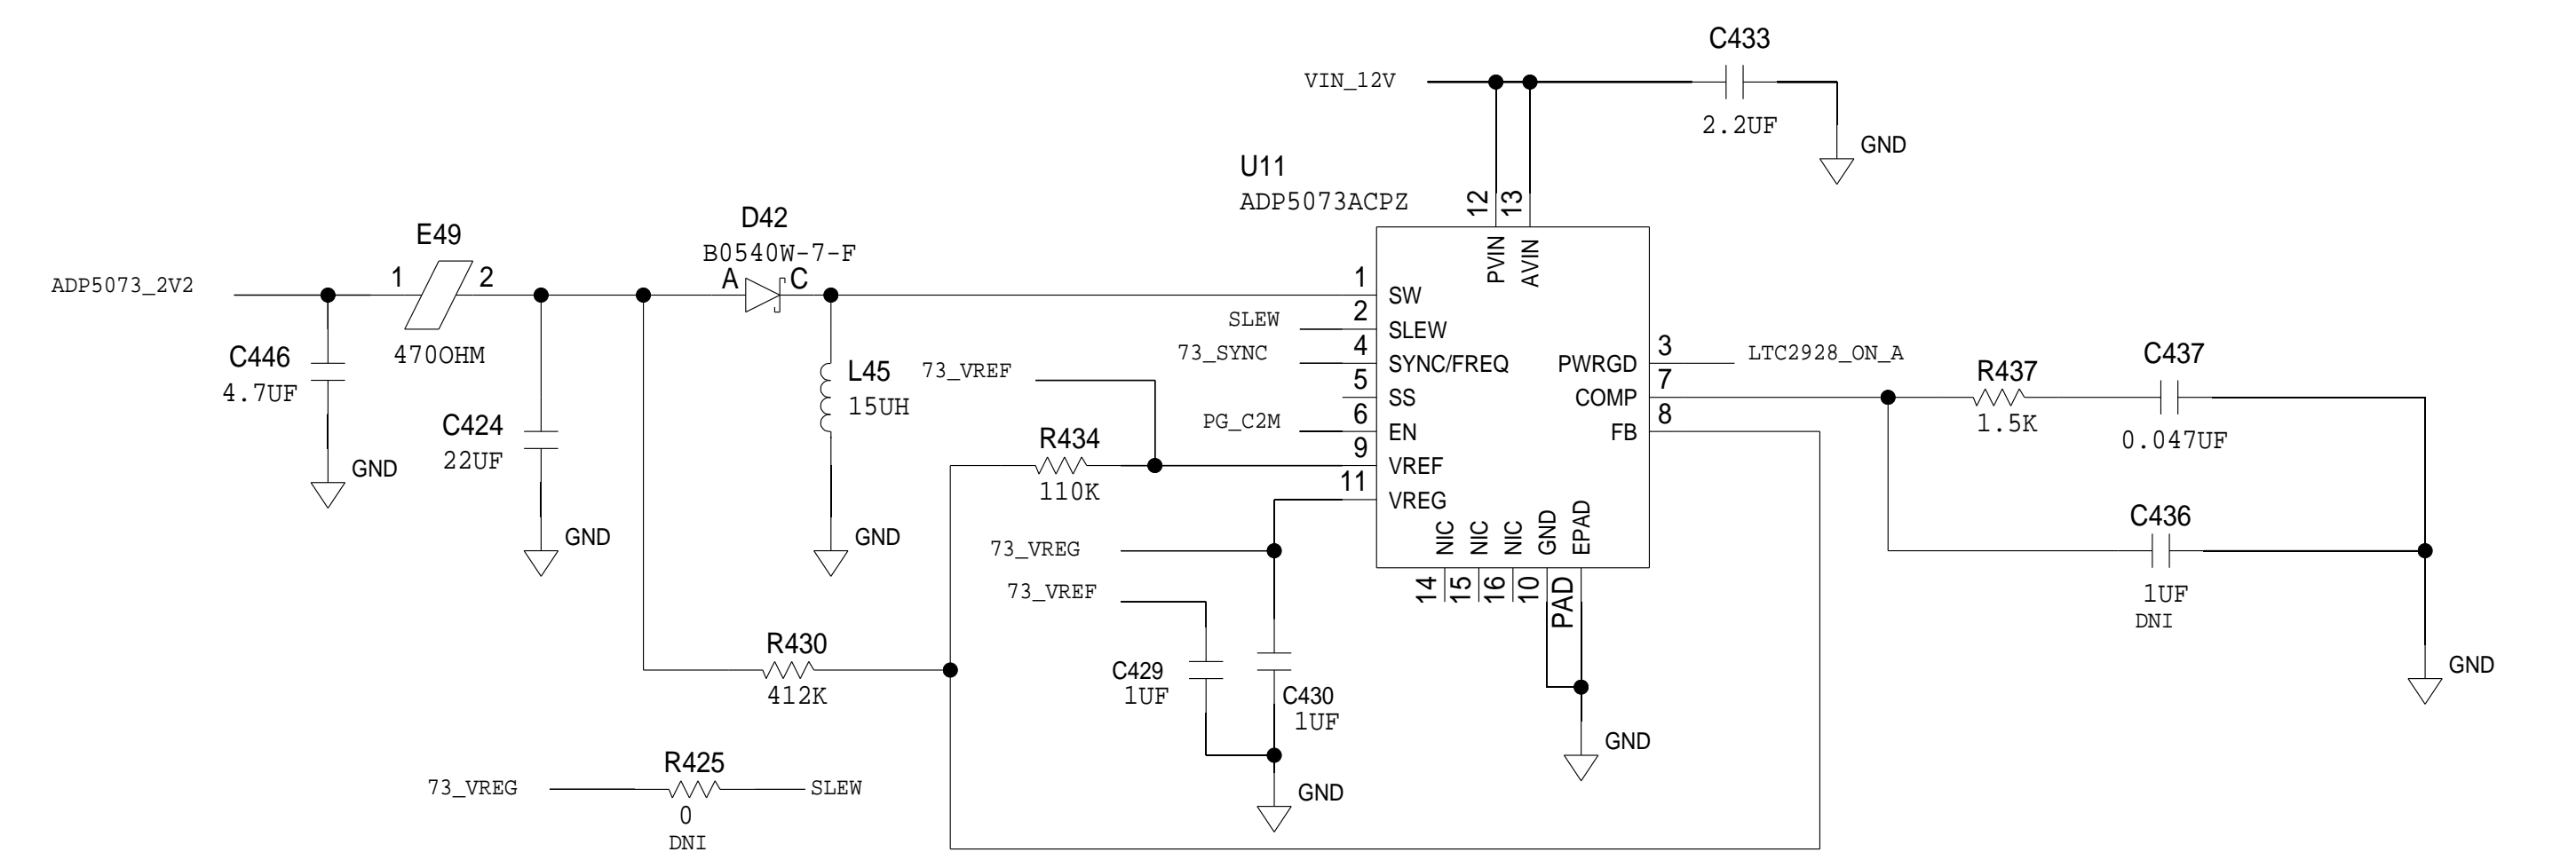 C433
VIN_12V
2.2UF
GND
U11
ADP5073ACPZ
12
13
PVIN
AVIN
D42
B0540W-7-F
A
C
E49
1
2
470OHM
ADP5073_2V2
C446
4.7UF
GND
C424
22UF
GND
L45
15UH
GND
1
SW
2
SLEW
SLEW
4
73_SYNC
SYNC/FREQ
5
SS
6
PG_C2M
EN
9
VREF
11
VREG
73_VREF
R434
110K
73_VREG
73_VREF
C429
1UF
C430
1UF
GND
R430
412K
R425
73_VREG
SLEW
0
DNI
NIC
NIC
NIC
GND
EPAD
14
15
16
10
PAD
GND
3
PWRGD
LTC2928_ON_A
7
COMP
8
FB
R437
1.5K
C437
0.047UF
C436
1UF
DNI
GND